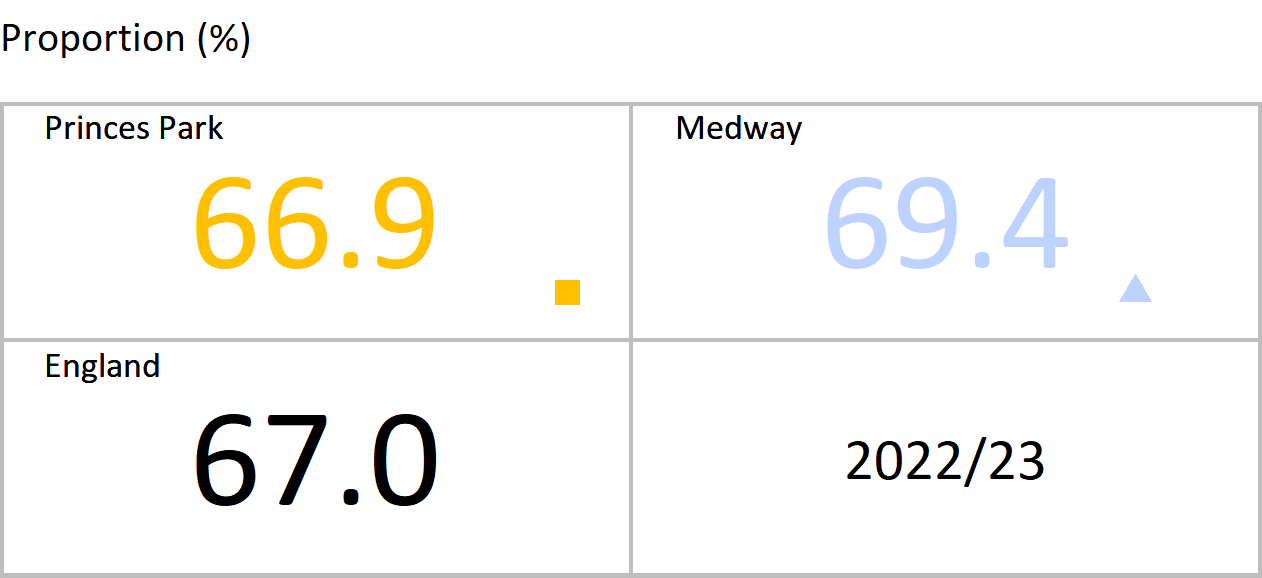 Proportion (%)
Princes Park
66.9
Medway
69.4
England
67.0
2022/23